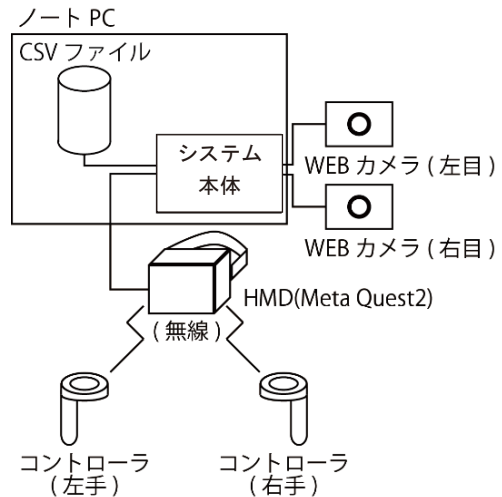 ノート PC
CSV ファイル
システム
本体
WEB カメラ ( 左目 )
WEB カメラ ( 右目 )
HMD(Meta Quest2)
( 無線 )
コントローラ
( 左手 )
コントローラ
( 右手 )